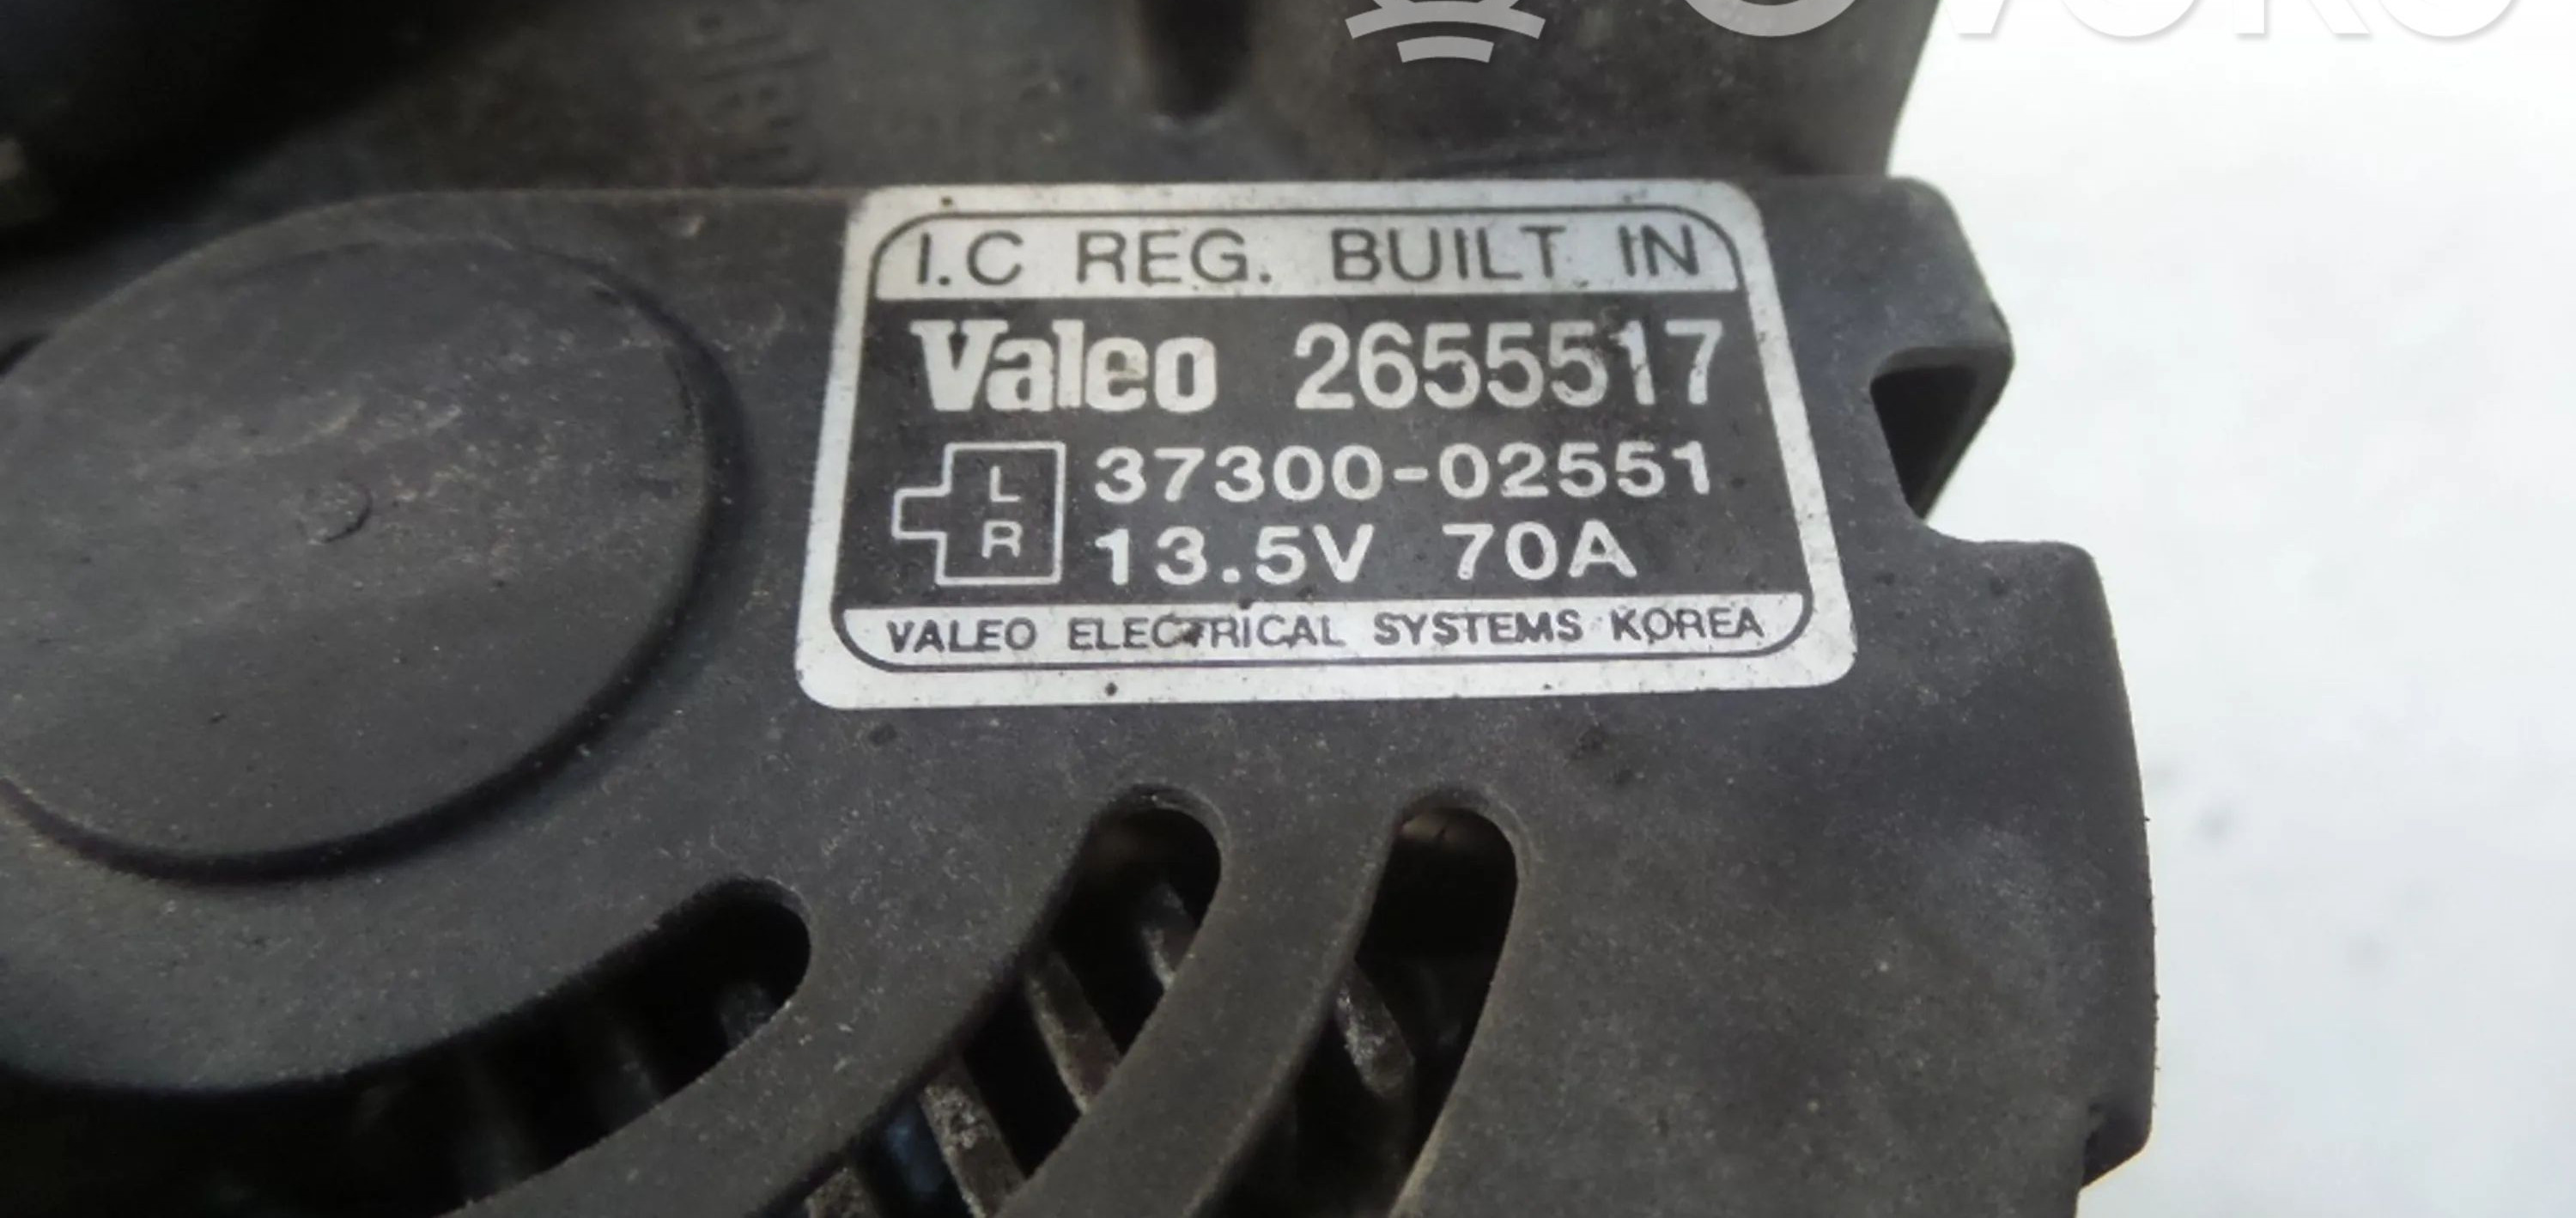 I.C REG. BUILT IN
Valeo 2655517
L
R
37300-02551
13.5V 70A
VALEO ELECTRICAL SYSTEMS KOREA